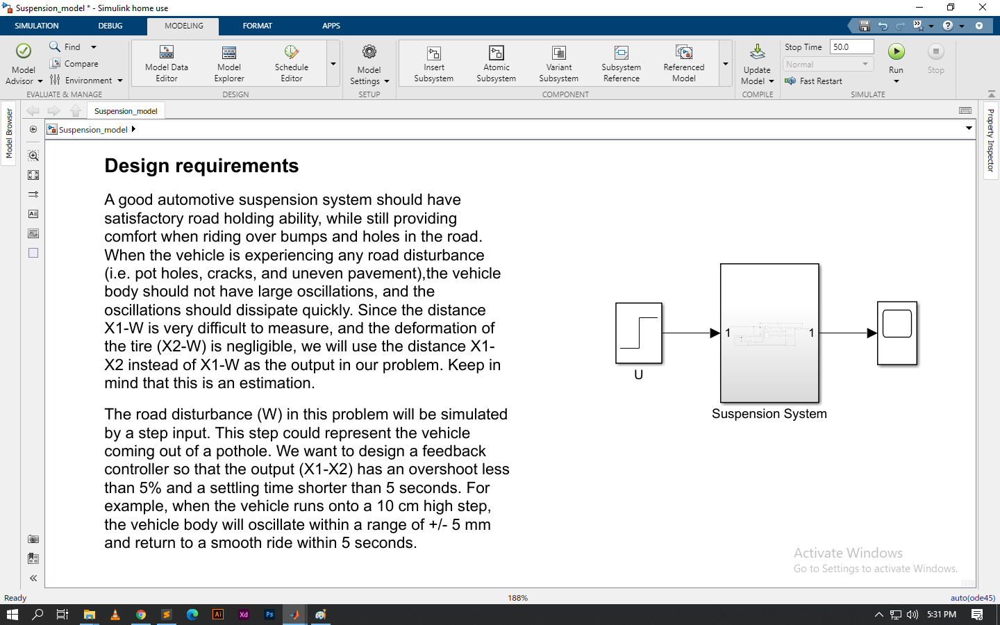 Suspension_model * - Simulink home use
SIMULATION DEBUG MODELING FORMAT APPS
Model Advisor
Find
Compare
Environment
EVALUATE & MANAGE
Model Data Editor
Model Explorer
Schedule Editor
DESIGN
Model Settings
SETUP
Insert Subsystem
Atomic Subsystem
Variant Subsystem
Subsystem Reference
Referenced Model
COMPONENT
Update Model
COMPILE
Stop Time 50.0
Normal
Fast Restart
Run
Stop
SIMULATE
Model Browser
Suspension_model
Suspension_model
Property Inspector
Design requirements
A good automotive suspension system should have
satisfactory road holding ability, while still providing
comfort when riding over bumps and holes in the road.
When the vehicle is experiencing any road disturbance
(i.e. pot holes, cracks, and uneven pavement),the vehicle
body should not have large oscillations, and the
oscillations should dissipate quickly. Since the distance
X1-W is very difficult to measure, and the deformation of
the tire (X2-W) is negligible, we will use the distance X1-
X2 instead of X1-W as the output in our problem. Keep in
mind that this is an estimation.
The road disturbance (W) in this problem will be simulated
by a step input. This step could represent the vehicle
coming out of a pothole. We want to design a feedback
controller so that the output (X1-X2) has an overshoot less
than 5% and a settling time shorter than 5 seconds. For
example, when the vehicle runs onto a 10 cm high step,
the vehicle body will oscillate within a range of +/- 5 mm
and return to a smooth ride within 5 seconds.
U
1 1
Suspension System
Activate Windows
Go to Settings to activate Windows.
Ready 188% auto(ode45)
Ai Xd Ps
5:31 PM